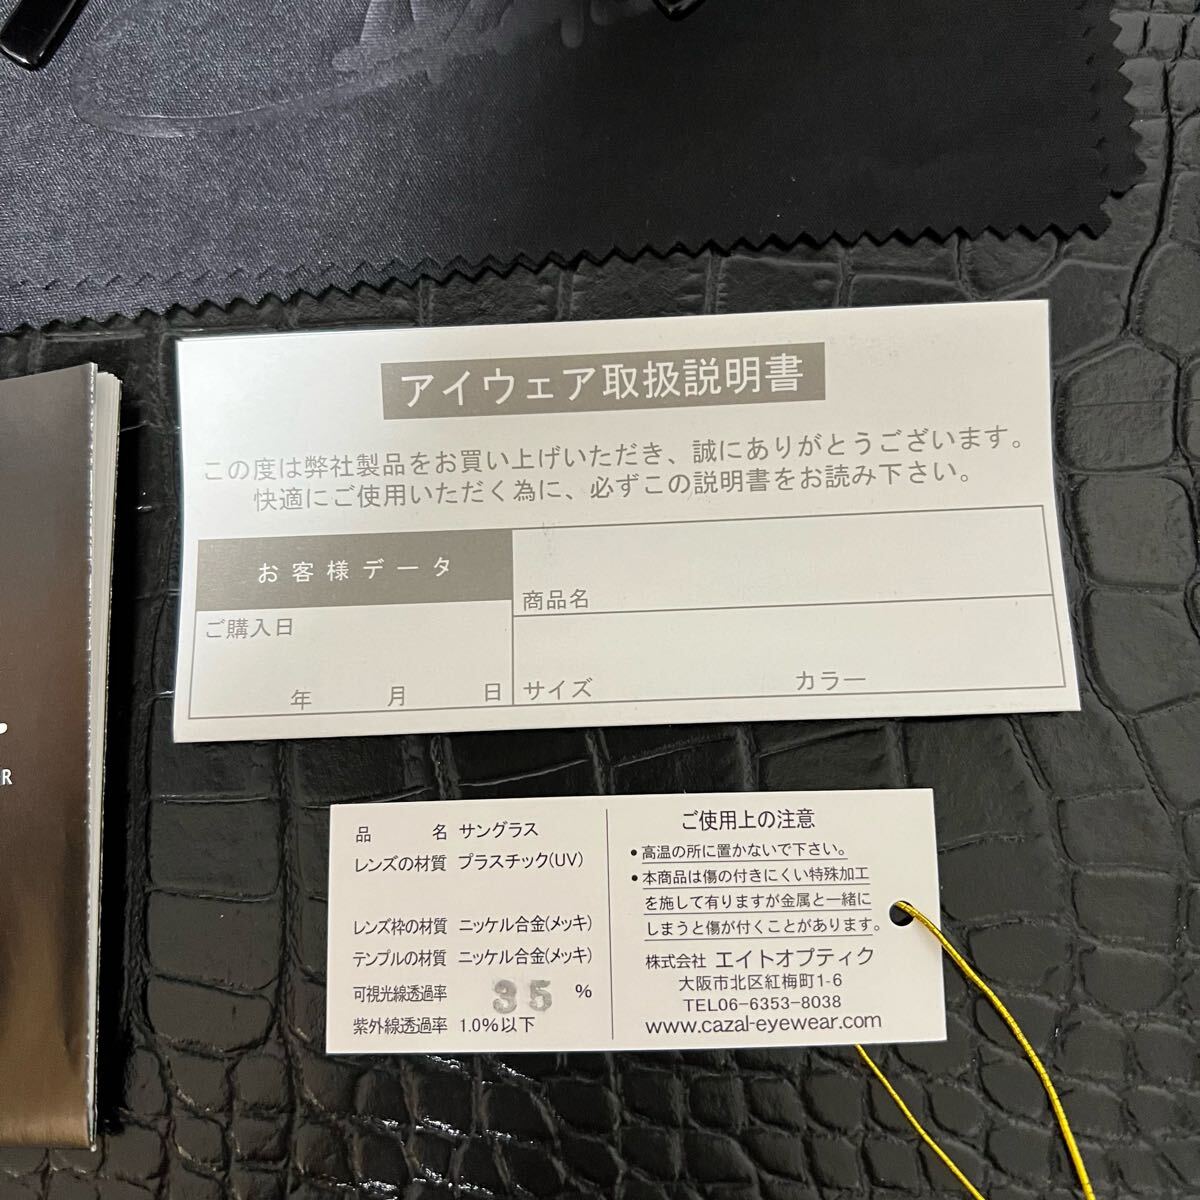 アイウェア取扱説明書
この度は弊社製品をお買い上げいただき、誠にありがとうございます。
快適にご使用いただく為に、必ずこの説明書をお読み下さい。
お客様データ
商品名
ご購入日
年 月 日
サイズ カラー
R
品 名 サングラス
レンズの材質 プラスチック(UV)
レンズ枠の材質 ニッケル合金(メッキ)
テンプルの材質 ニッケル合金(メッキ)
可視光線透過率 35 %
紫外線透過率 1.0%以下
ご使用上の注意
• 高温の所に置かないで下さい。
• 本商品は傷の付きにくい特殊加工
を施して有りますが金属と一緒に
しまうと傷が付くことがあります。
株式会社 エイトオプティク
大阪市北区紅梅町1-6
TEL06-6353-8038
www.cazal-eyewear.com